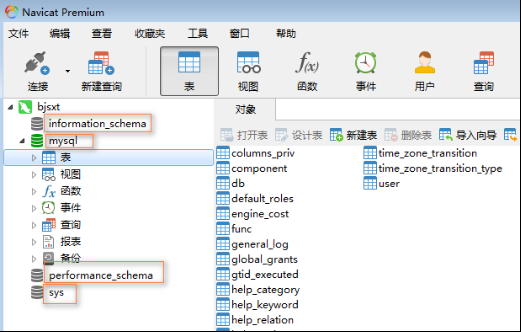 Navicat Premium
文件 编辑 查看 收藏夹 工具 窗口 帮助
连接 新建查询 表 视图 函数 事件 用户 查询
f(x)
bjsxt
information_schema
mysql
表
视图
fx 函数
事件
查询
报表
备份
performance_schema
sys
对象
打开表 设计表 新建表 删除表 导入向导
columns_priv
component
db
default_roles
engine_cost
func
general_log
global_grants
gtid_executed
help_category
help_keyword
help_relation
time_zone_transition
time_zone_transition_type
user